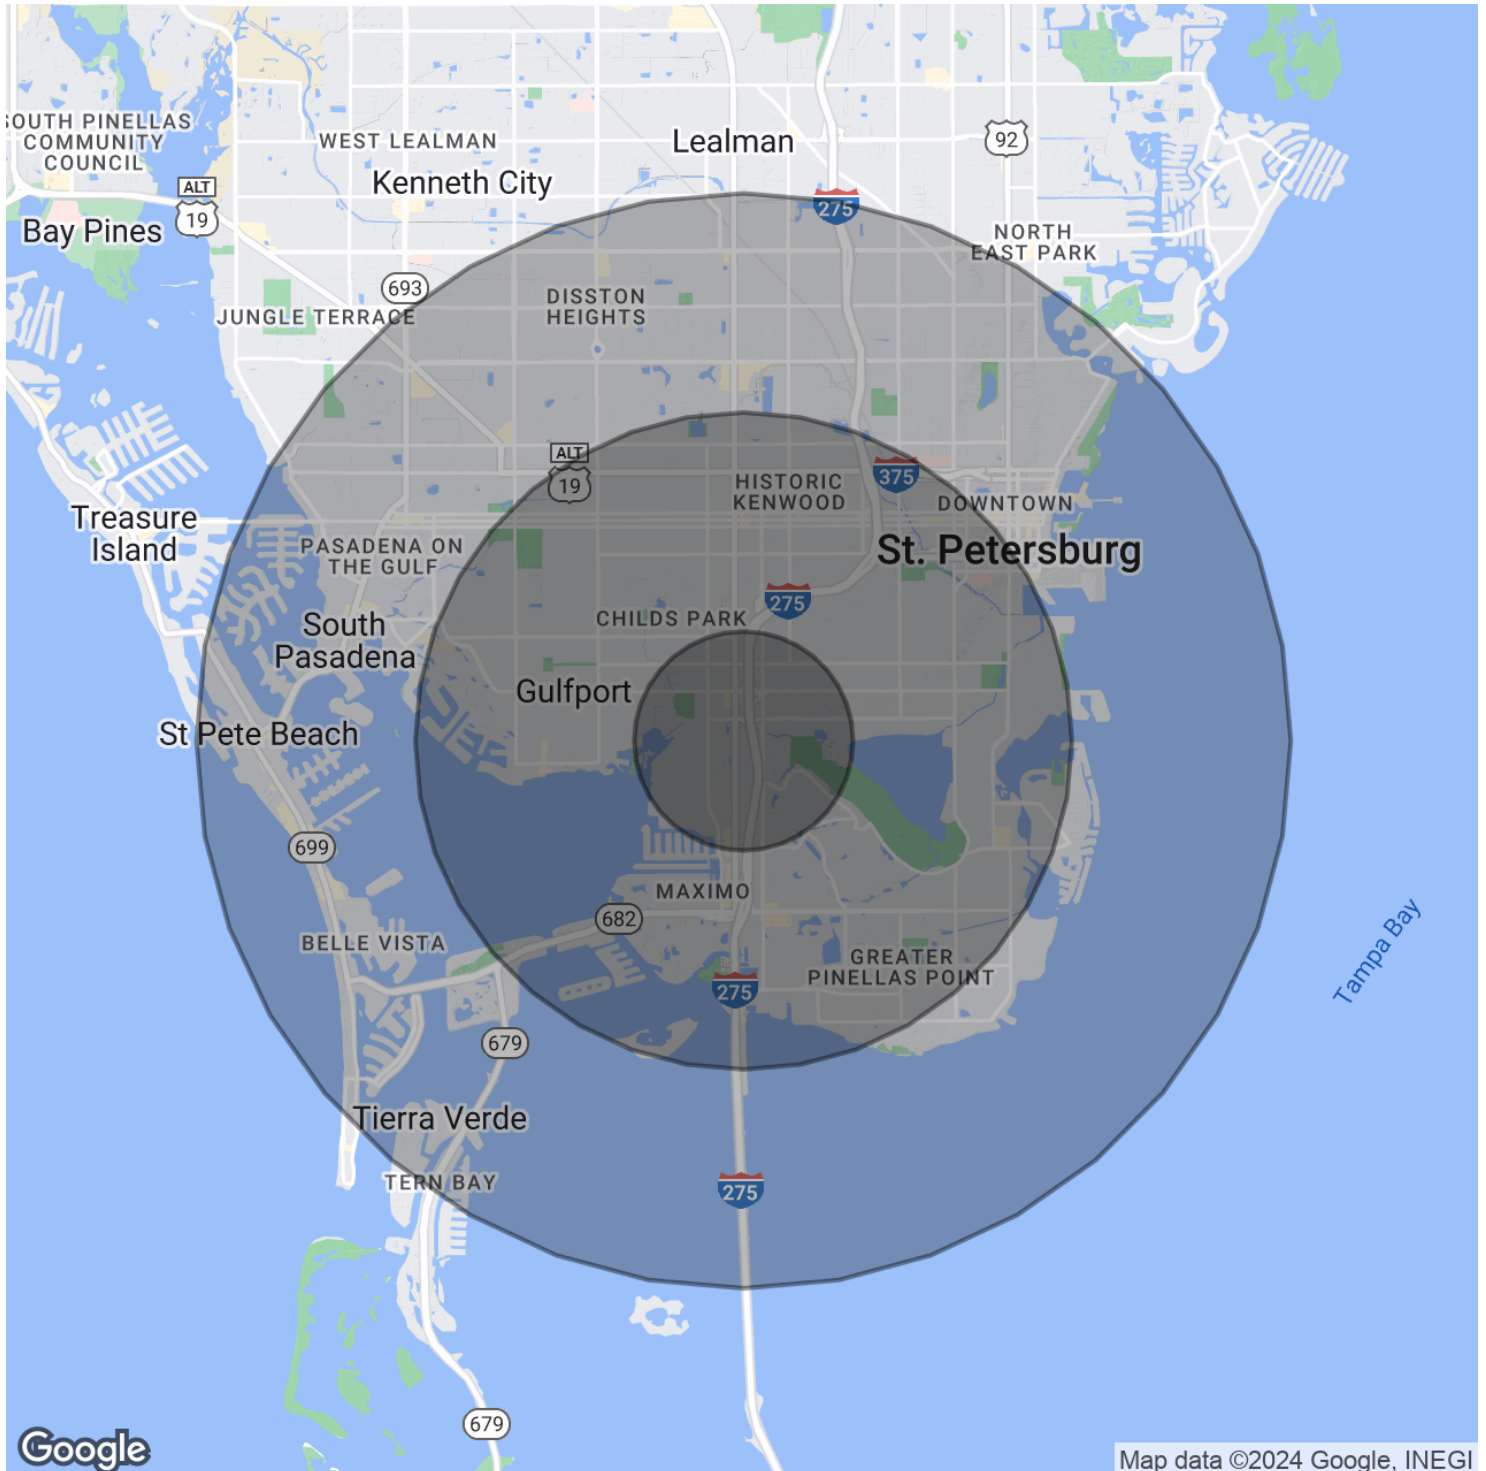 Lealman
92
SOUTH PINELLAS
COMMUNITY
COUNCIL
WEST LEALMAN
Kenneth City
ALT
19
275
Bay Pines
NORTH
EAST PARK
693
DISSTON
HEIGHTS
JUNGLE TERRACE
ALT
19
HISTORIC
KENWOOD
375
DOWNTOWN
Treasure
Island
PASADENA ON
THE GULF
St. Petersburg
275
CHILDS PARK
South
Pasadena
Gulfport
St Pete Beach
699
MAXIMO
682
BELLE VISTA
GREATER
PINELLAS POINT
Tampa Bay
275
679
Tierra Verde
TERN BAY
275
679
Google
Map data ©2024 Google, INEGI